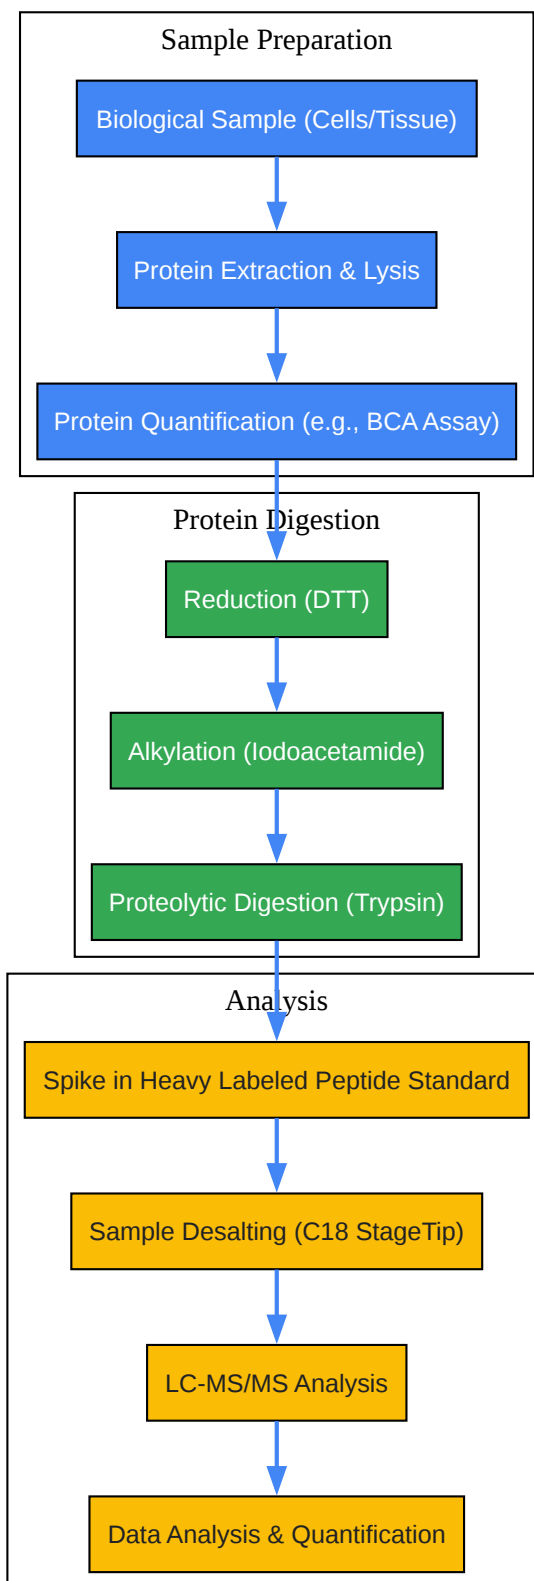 Sample Preparation
Biological Sample (Cells/Tissue)
Protein Extraction & Lysis
Protein Quantification (e.g., BCA Assay)
Protein Digestion
Reduction (DTT)
Alkylation (Iodoacetamide)
Proteolytic Digestion (Trypsin)
Analysis
Spike in Heavy Labeled Peptide Standard
Sample Desalting (C18 StageTip)
LC-MS/MS Analysis
Data Analysis & Quantification